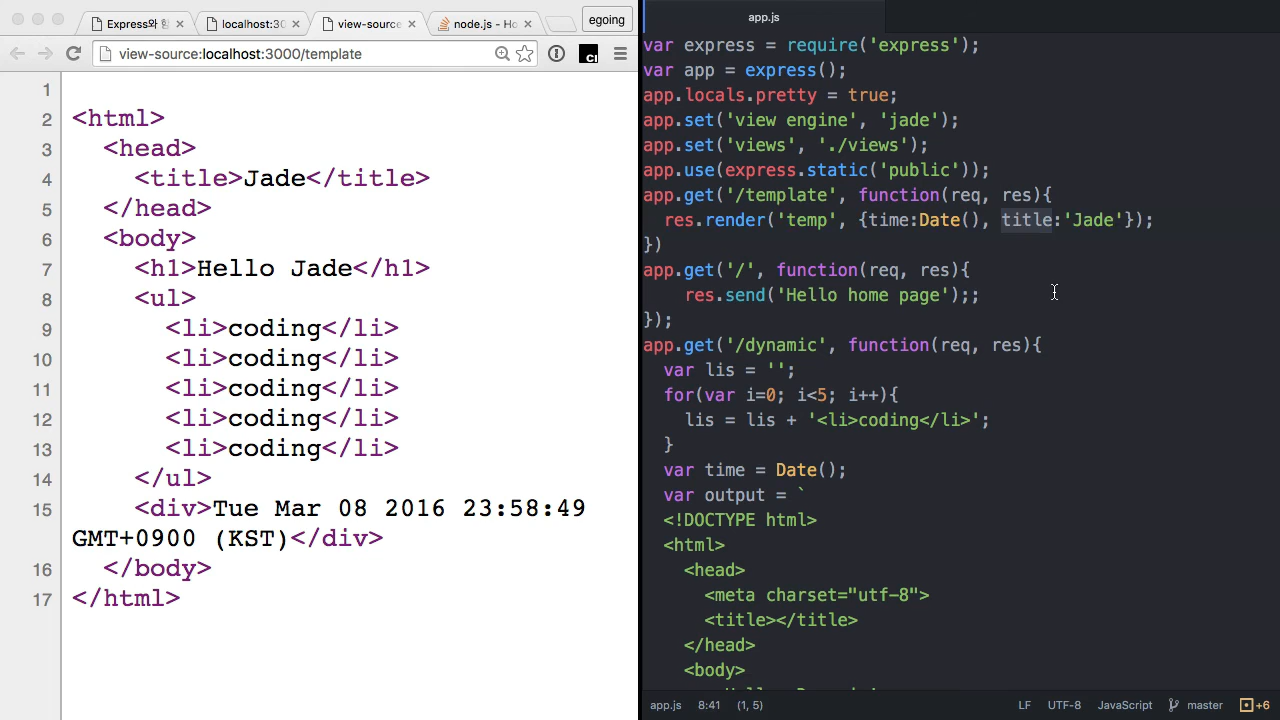 Express와
localhost:30
view-source
node.js - Ho
egoing
view-source:localhost:3000/template
1
2 <html>
3 <head>
4 <title>Jade</title>
5 </head>
6 <body>
7 <h1>Hello Jade</h1>
8 <ul>
9 <li>coding</li>
10 <li>coding</li>
11 <li>coding</li>
12 <li>coding</li>
13 <li>coding</li>
14 </ul>
15 <div>Tue Mar 08 2016 23:58:49
GMT+0900 (KST)</div>
16 </body>
17 </html>
app.js
var express = require('express');
var app = express();
app.locals.pretty = true;
app.set('view engine', 'jade');
app.set('views', './views');
app.use(express.static('public'));
app.get('/template', function(req, res){
res.render('temp', {time:Date(), title:'Jade'});
})
app.get('/', function(req, res){
res.send('Hello home page');;
});
app.get('/dynamic', function(req, res){
var lis = '';
for(var i=0; i<5; i++){
lis = lis + '<li>coding</li>';
}
var time = Date();
var output = `
<!DOCTYPE html>
<html>
<head>
<meta charset="utf-8">
<title></title>
</head>
<body>
app.js 8:41 (1, 5) LF UTF-8 JavaScript master +6